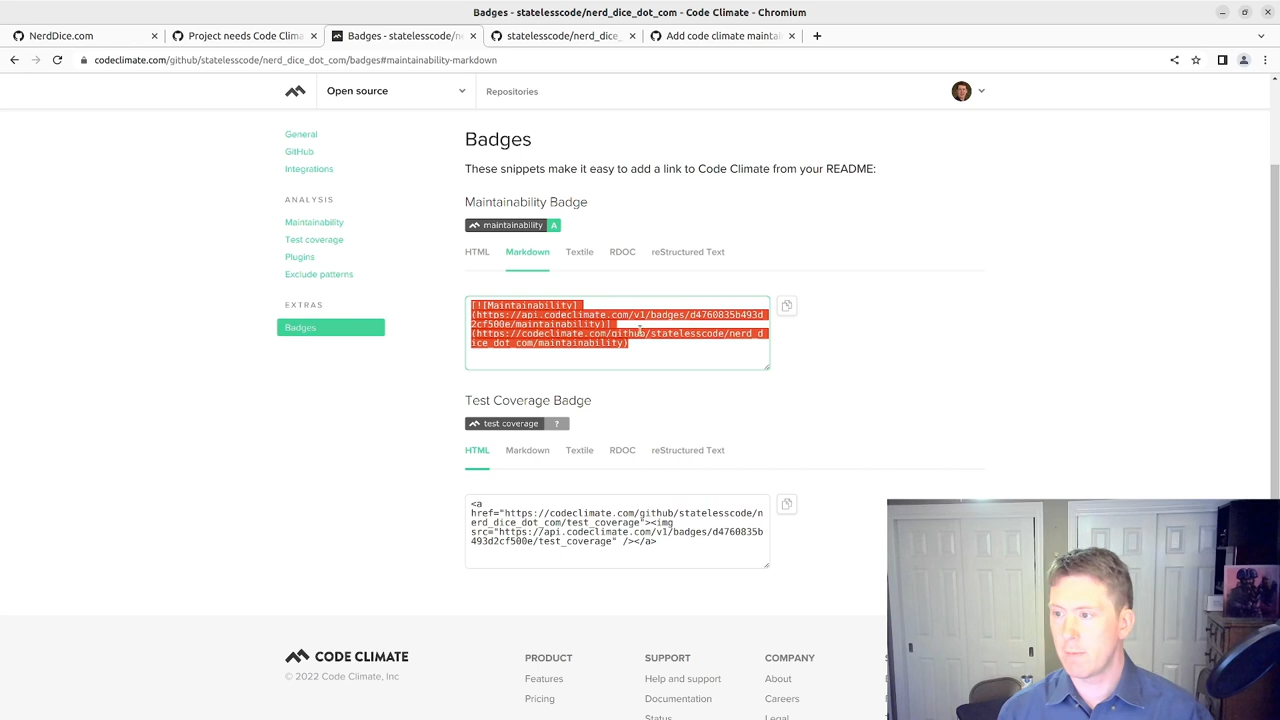 Badges - statelesscode/nerd_dice_dot_com - Code Climate - Chromium
NerdDice.com
Project needs Code Clima
Badges - statelesscode/ne
statelesscode/nerd_dice_
Add code climate maintai
codeclimate.com/github/statelesscode/nerd_dice_dot_com/badges#maintainability-markdown
Open source
Repositories
General
GitHub
Integrations
ANALYSIS
Maintainability
Test coverage
Plugins
Exclude patterns
EXTRAS
Badges
Badges
These snippets make it easy to add a link to Code Climate from your README:
Maintainability Badge
maintainability A
HTML Markdown Textile RDOC reStructured Text
[![Maintainability]
(https://api.codeclimate.com/v1/badges/d4760835b493d
2cf500e/maintainability)]
(https://codeclimate.com/github/statelesscode/nerd_d
ice_dot_com/maintainability)
Test Coverage Badge
test coverage ?
HTML Markdown Textile RDOC reStructured Text
<a
href="https://codeclimate.com/github/statelesscode/n
erd_dice_dot_com/test_coverage"><img
src="https://api.codeclimate.com/v1/badges/d4760835b
493d2cf500e/test_coverage" /></a>
CODE CLIMATE
© 2022 Code Climate, Inc
PRODUCT
Features
Pricing
SUPPORT
Help and support
Documentation
Status
COMPANY
About
Careers
Legal